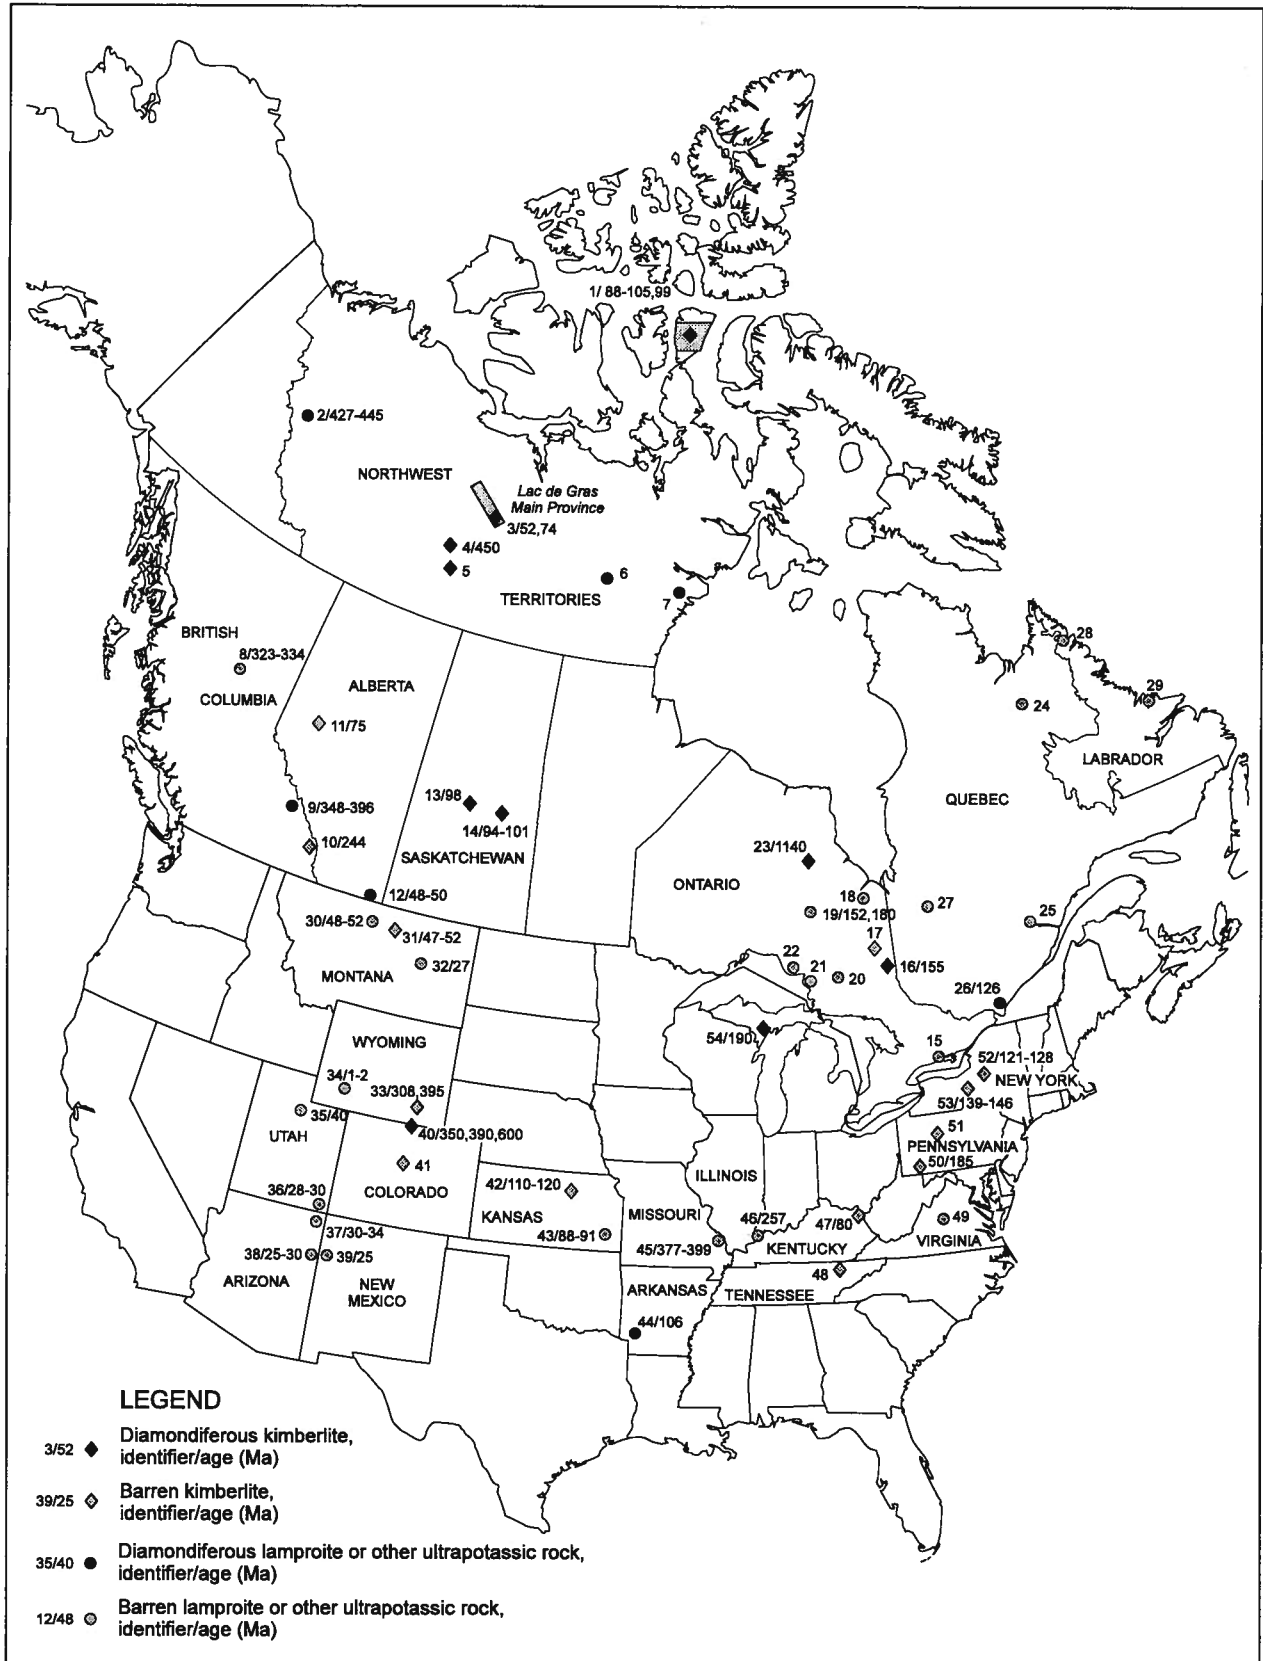 1/ 88-105,99
2/427-445
NORTHWEST
Lac de Gras
Main Province
3/52,74
4/450
5
6
TERRITORIES
7
BRITISH
28
8/323-334
29
ALBERTA
COLUMBIA
24
11/75
LABRADOR
13/98
QUEBEC
9/348-396
14/94-101
10/244
23/1140
SASKATCHEWAN
ONTARIO
12/48-50
18
27
19/152,180
25
30/48-52
17
31/47-52
22
32/27
21
16/155
MONTANA
20
26/126
54/190
WYOMING
15
52/121-128
34/1-2
NEW YORK
33/308,395
53/139-146
35/40
51
UTAH
40/350,390,600
PENNSYLVANIA
41
50/185
ILLINOIS
36/28-30
COLORADO
42/110-120
KANSAS
MISSOURI
46/257
47/80
49
37/30-34
43/88-91
VIRGINIA
45/377-399
KENTUCKY
38/25-30
39/25
48
ARIZONA
NEW
MEXICO
ARKANSAS
TENNESSEE
44/106
LEGEND
3/52
Diamondiferous kimberlite,
identifier/age (Ma)
39/25
Barren kimberlite,
identifier/age (Ma)
35/40
Diamondiferous lamproite or other ultrapotassic rock,
identifier/age (Ma)
12/48
Barren lamproite or other ultrapotassic rock,
identifier/age (Ma)